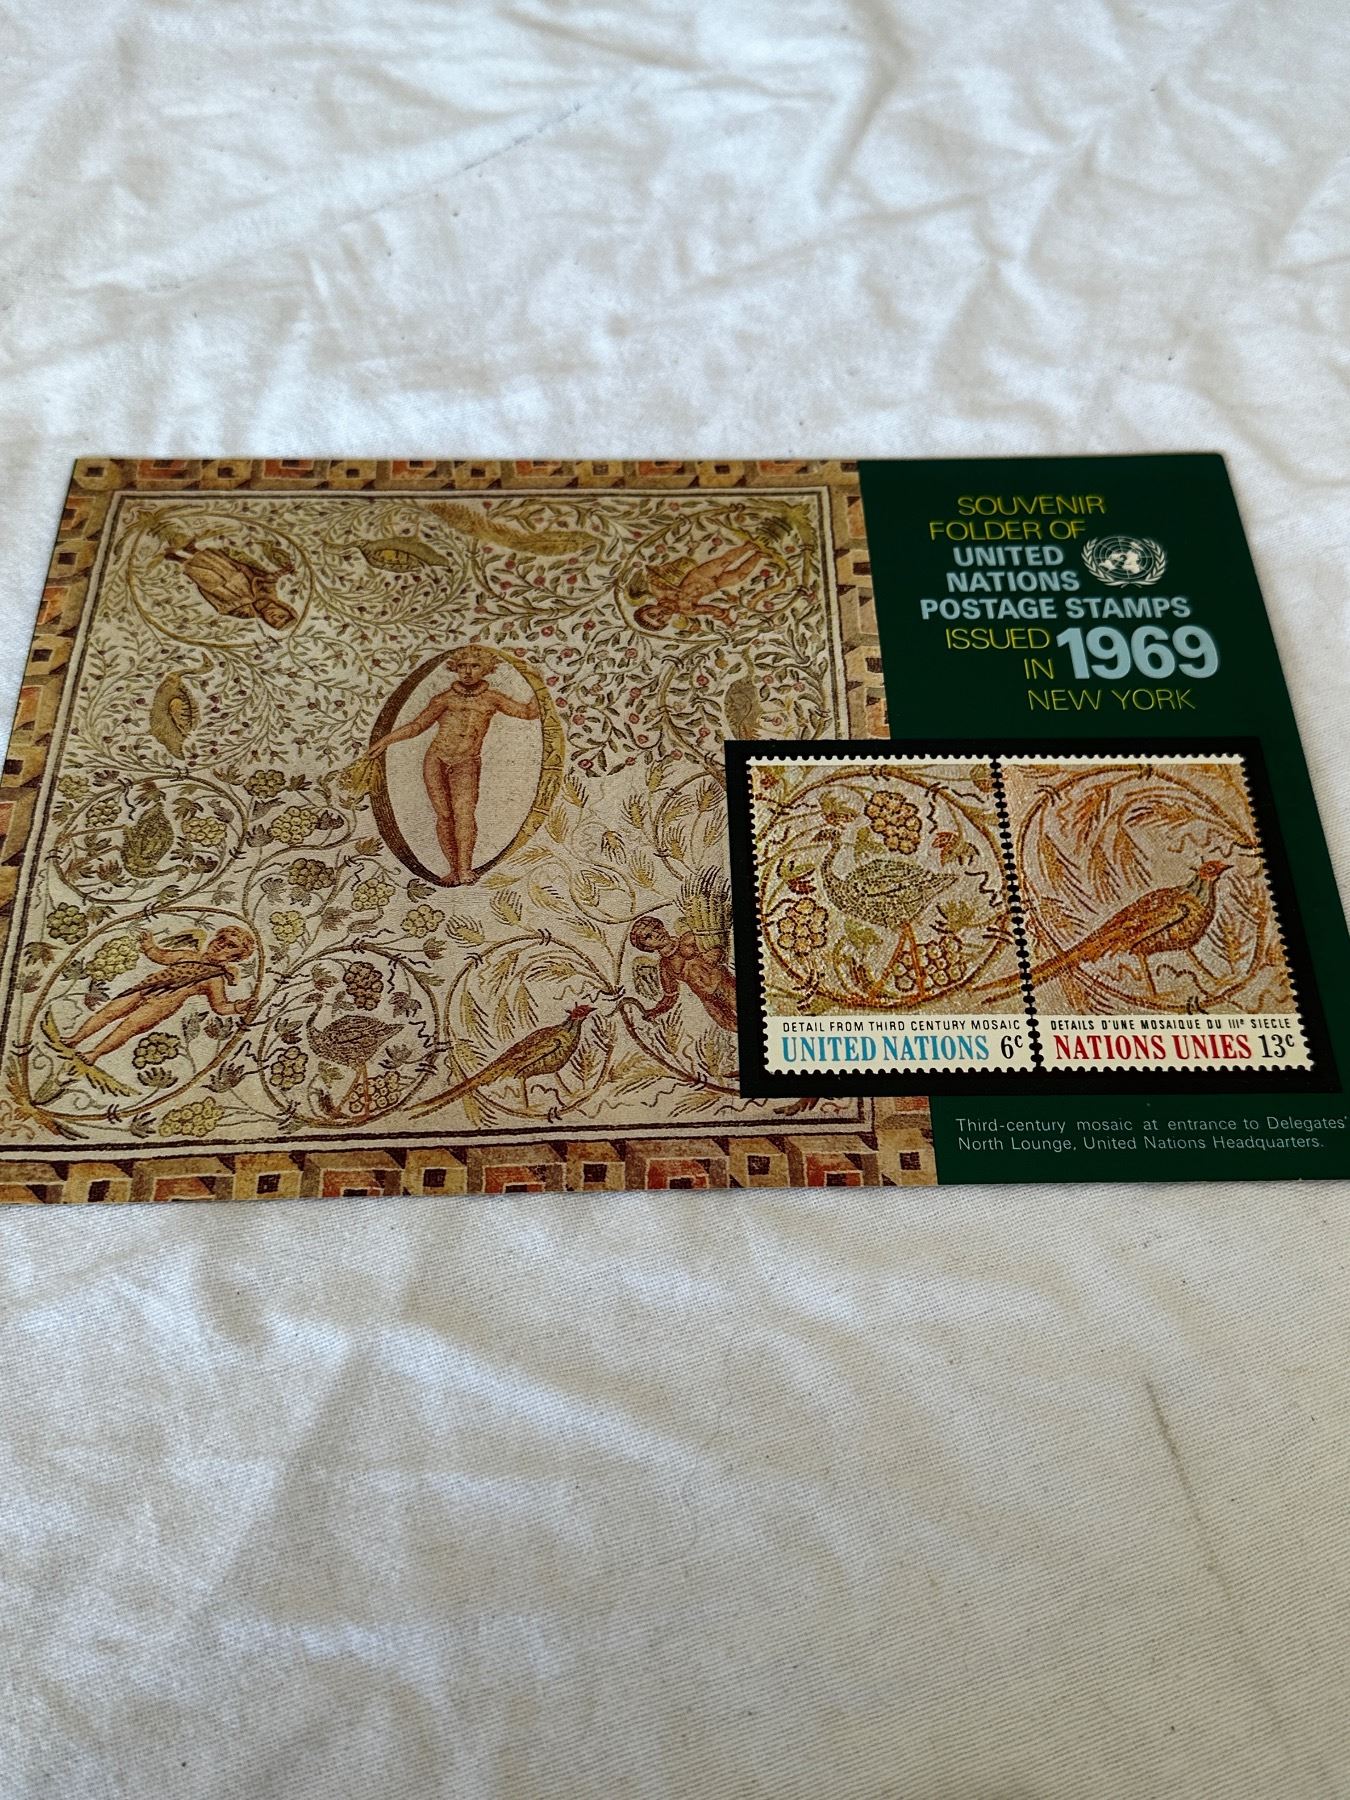 SOUVENIR
FOLDER OF
UNITED
NATIONS
POSTAGE STAMPS
ISSUED
IN 1969
NEW YORK
DETAIL FROM THIRD CENTURY MOSAIC
UNITED NATIONS 6c
DETAILS D'UNE MOSAIQUE DU IIIe SIECLE
NATIONS UNIES 13c
Third-century mosaic at entrance to Delegates'
North Lounge, United Nations Headquarters.